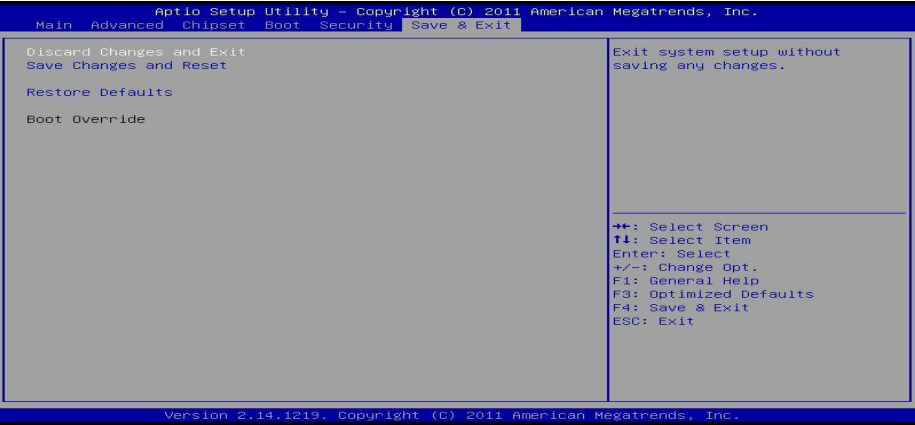 Aptio Setup Utility – Copyright (C) 2011 American Megatrends, Inc.
Main Advanced Chipset Boot Security Save & Exit
Discard Changes and Exit
Save Changes and Reset
Restore Defaults
Boot Override
Exit system setup without
saving any changes.
→←: Select Screen
↑↓: Select Item
Enter: Select
+/-: Change Opt.
F1: General Help
F3: Optimized Defaults
F4: Save & Exit
ESC: Exit
Version 2.14.1219. Copyright (C) 2011 American Megatrends, Inc.